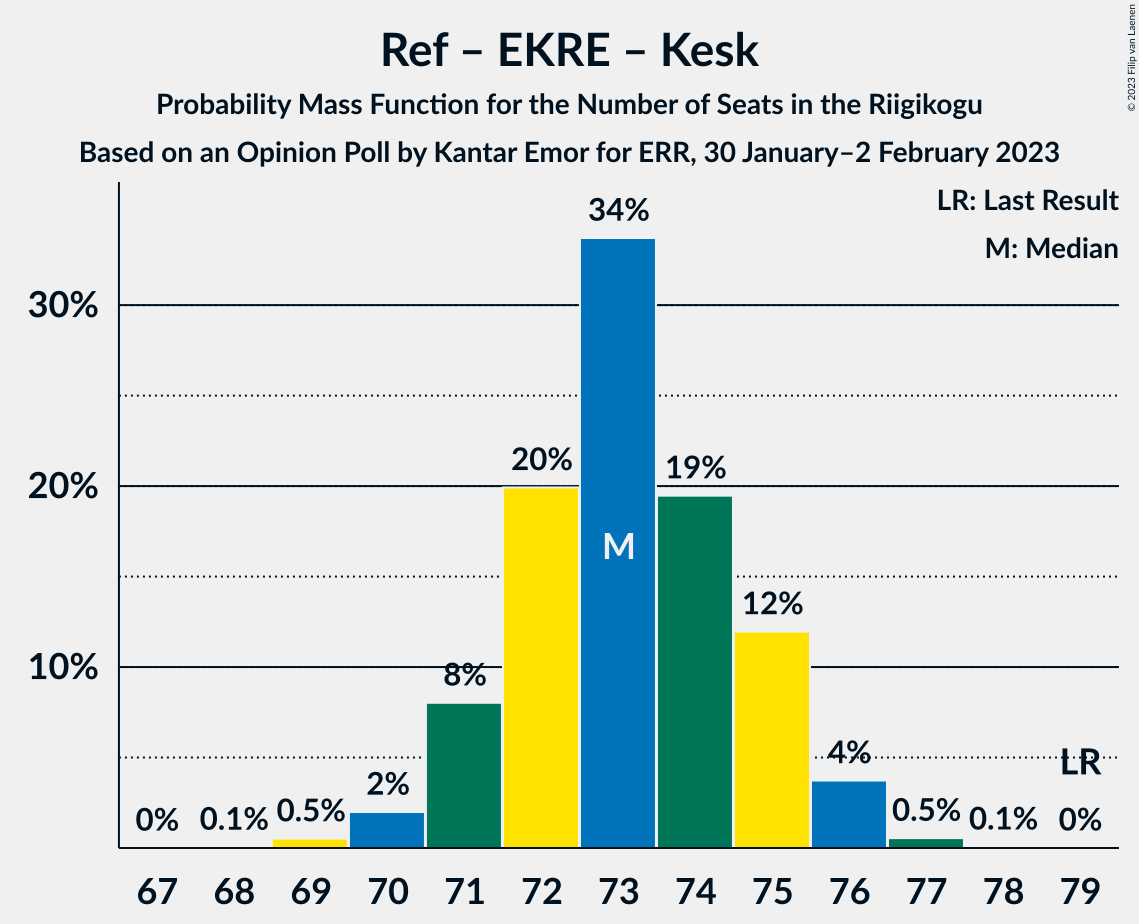 Ref – EKRE – Kesk
Probability Mass Function for the Number of Seats in the Riigikogu
Based on an Opinion Poll by Kantar Emor for ERR, 30 January–2 February 2023
© 2023 Filip van Laenen
LR: Last Result
M: Median
34%
30%
20%
19%
20%
M
12%
10%
8%
4%
LR
2%
0%
0.1%
0.5%
0.5%
0.1%
0%
67 68 69 70 71 72 73 74 75 76 77 78 79